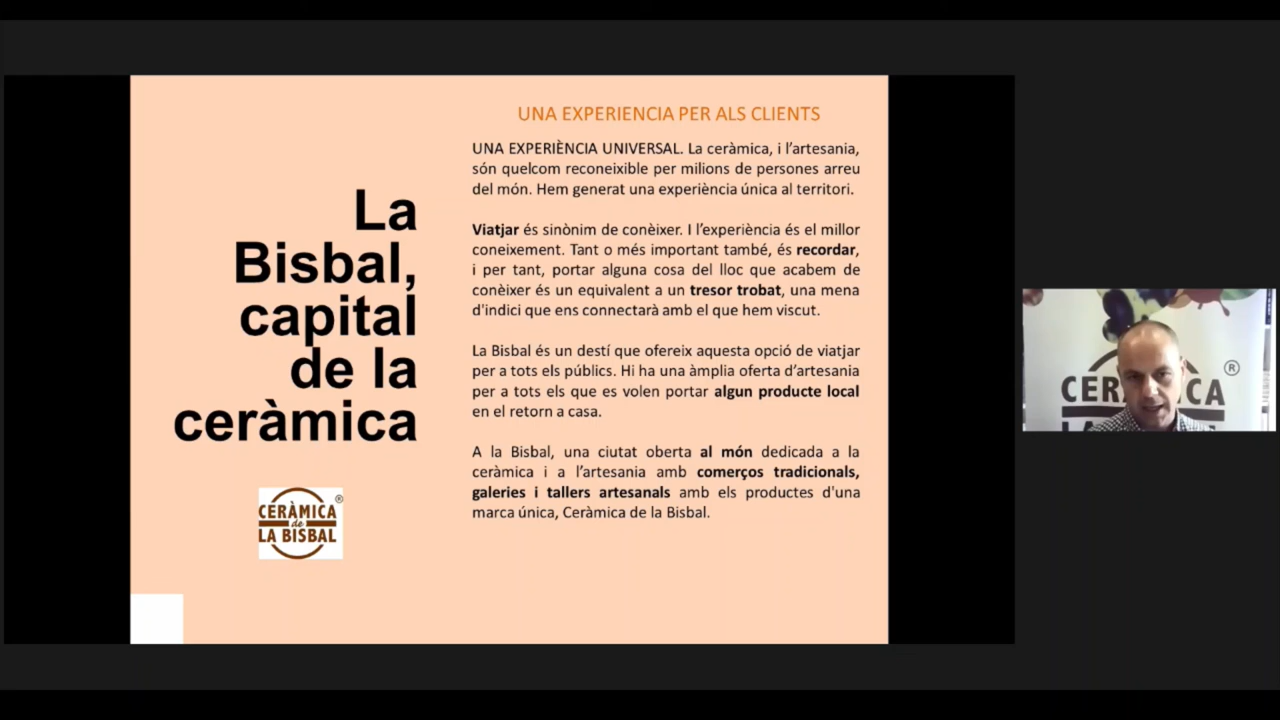 La
Bisbal,
capital
de la
ceràmica
CERÀMICA
de
LA BISBAL
®
UNA EXPERIENCIA PER ALS CLIENTS
UNA EXPERIÈNCIA UNIVERSAL. La ceràmica, i l’artesania,
són quelcom reconeixible per milions de persones arreu
del món. Hem generat una experiència única al territori.
Viatjar és sinònim de conèixer. I l’experiència és el millor
coneixement. Tant o més important també, és recordar,
i per tant, portar alguna cosa del lloc que acabem de
conèixer és un equivalent a un tresor trobat, una mena
d'indici que ens connectarà amb el que hem viscut.
La Bisbal és un destí que ofereix aquesta opció de viatjar
per a tots els públics. Hi ha una àmplia oferta d’artesania
per a tots els que es volen portar algun producte local
en el retorn a casa.
A la Bisbal, una ciutat oberta al món dedicada a la
ceràmica i a l’artesania amb comerços tradicionals,
galeries i tallers artesanals amb els productes d'una
marca única, Ceràmica de la Bisbal.
®
CERÀMICA
LA BISBAL